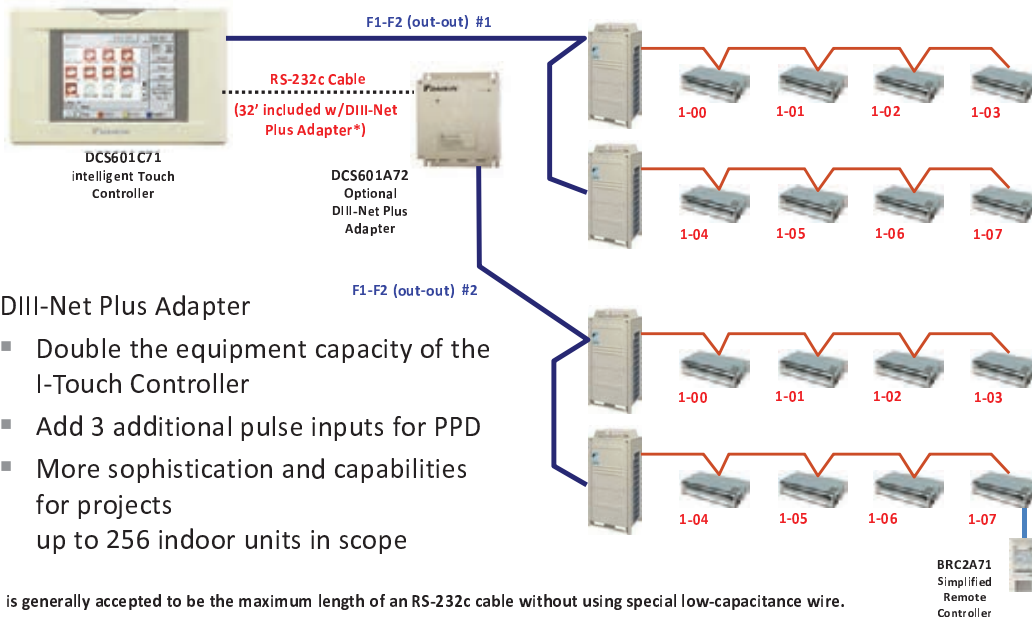 F1-F2 (out-out) #1
RS-232c Cable
(32' included w/DIII-Net
Plus Adapter*)
DAIKIN
DAIKIN
DCS601C71
intelligent Touch
Controller
DCS601A72
Optional
DIII-Net Plus
Adapter
1-00
1-01
1-02
1-03
1-04
1-05
1-06
1-07
F1-F2 (out-out) #2
DIII-Net Plus Adapter
▪ Double the equipment capacity of the
I-Touch Controller
▪ Add 3 additional pulse inputs for PPD
▪ More sophistication and capabilities
for projects
up to 256 indoor units in scope
1-00
1-01
1-02
1-03
1-04
1-05
1-06
1-07
BRC2A71
Simplified
Remote
Controller
is generally accepted to be the maximum length of an RS-232c cable without using special low-capacitance wire.